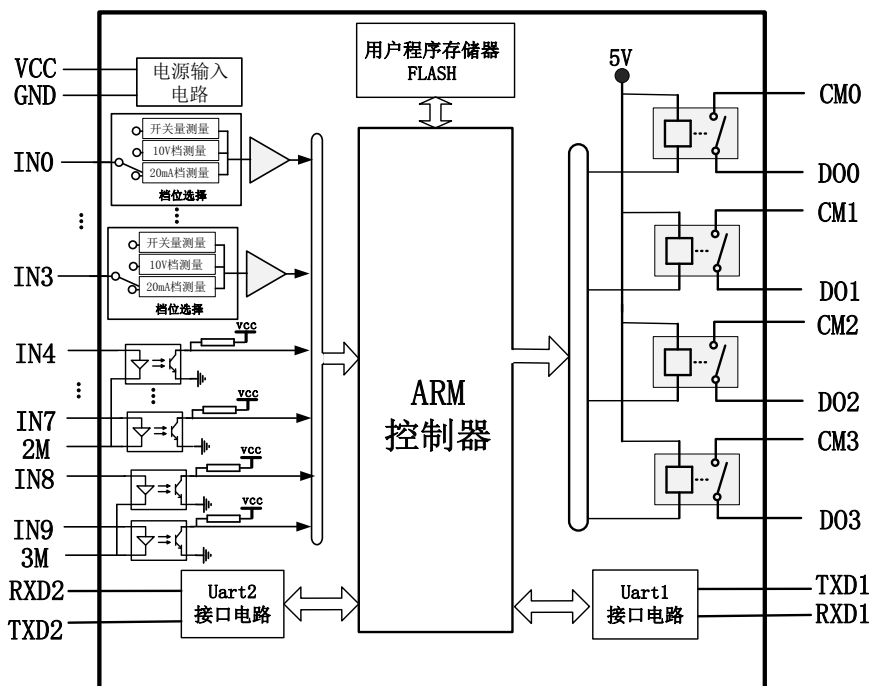 VCC
GND
电源输入
电路
用户程序存储器
FLASH
5V
IN0
开关量测量
10V档测量
20mA档测量
档位选择
IN3
开关量测量
10V档测量
20mA档测量
档位选择
IN4
vcc
IN7
vcc
2M
IN8
vcc
IN9
vcc
3M
RXD2
TXD2
Uart2
接口电路
ARM
控制器
CM0
DO0
CM1
DO1
CM2
DO2
CM3
DO3
Uart1
接口电路
TXD1
RXD1